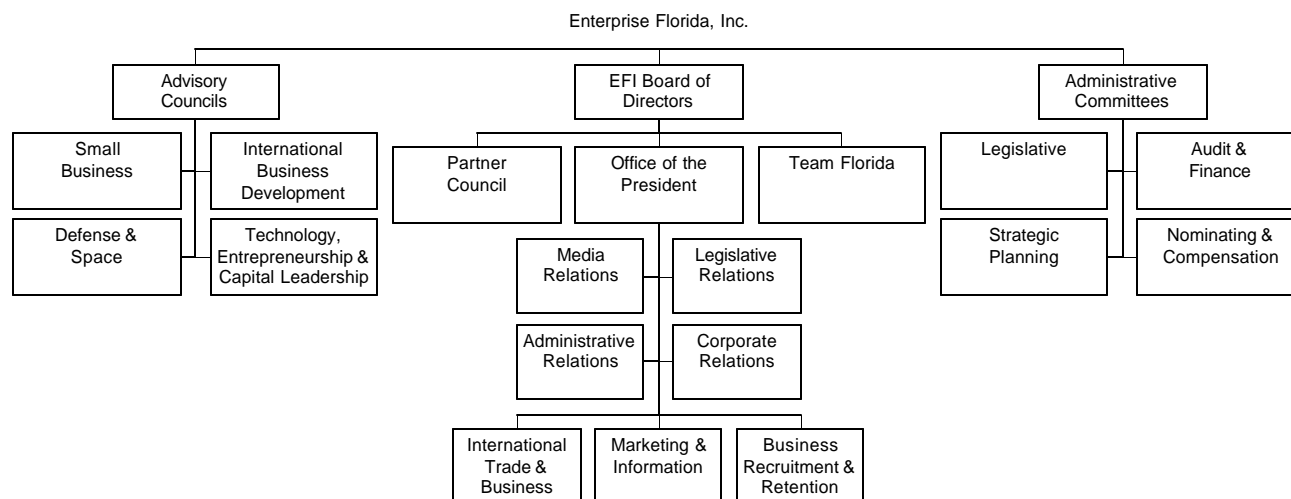 Enterprise Florida, Inc.
Advisory
Councils
EFI Board of
Directors
Administrative
Committees
Small
Business
International
Business
Development
Defense &
Space
Technology,
Entrepreneurship &
Capital Leadership
Partner
Council
Office of the
President
Team Florida
Media
Relations
Legislative
Relations
Administrative
Relations
Corporate
Relations
International
Trade &
Business
Marketing &
Information
Business
Recruitment &
Retention
Legislative
Audit &
Finance
Strategic
Planning
Nominating &
Compensation